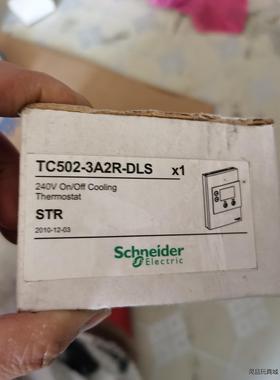 TC502-3A2R-DLS x1
240V On/Off Cooling
Thermostat
STR
2010-12-03
Schneider
Electric